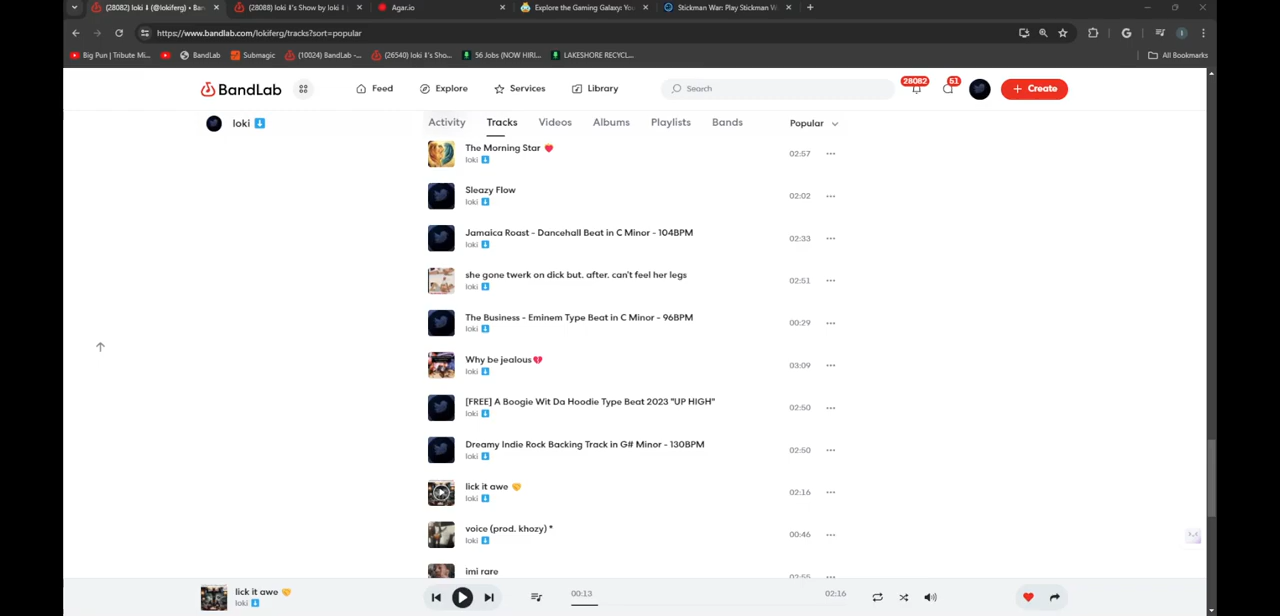 (28082) loki ⬇ (@lokiferg) • Ban
(28088) loki ⬇'s Show by loki ⬇
Agar.io
Explore the Gaming Galaxy: Yo
Stickman War: Play Stickman W
https://www.bandlab.com/lokiferg/tracks?sort=popular
Big Pun | Tribute Mi... BandLab Submagic (10024) BandLab -... (26540) loki ⬇'s Sho... 56 Jobs (NOW HIRI... LAKESHORE RECYCL... All Bookmarks
BandLab Feed Explore Services Library Search 28082 51 + Create
loki ⬇ Activity Tracks Videos Albums Playlists Bands Popular
The Morning Star ❤️ 02:57 ...
loki ⬇
Sleazy Flow 02:02 ...
loki ⬇
Jamaica Roast - Dancehall Beat in C Minor - 104BPM 02:33 ...
loki ⬇
she gone twerk on dick but. after. can't feel her legs 02:51 ...
loki ⬇
The Business - Eminem Type Beat in C Minor - 96BPM 00:29 ...
loki ⬇
Why be jealous💔 03:09 ...
loki ⬇
[FREE] A Boogie Wit Da Hoodie Type Beat 2023 "UP HIGH" 02:50 ...
loki ⬇
Dreamy Indie Rock Backing Track in G# Minor - 130BPM 02:50 ...
loki ⬇
lick it awe 🤝 02:16 ...
loki ⬇
voice (prod. khozy) * 00:46 ...
loki ⬇
imi rare 02:55 ...
lick it awe 🤝 00:13 02:16
loki ⬇